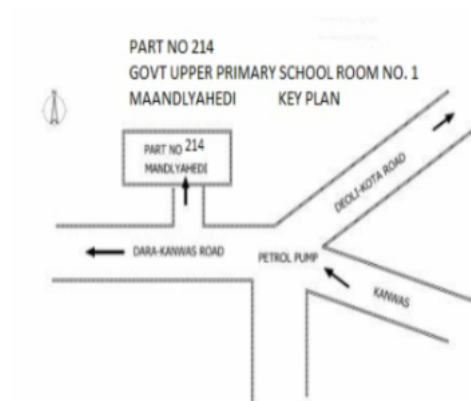 PART NO 214
GOVT UPPER PRIMARY SCHOOL ROOM NO. 1
MAANDLYAHEDI KEY PLAN
N
PART NO 214
MANDLYAHEDI
DEOLI-KOTA ROAD
DARA-KANWAS ROAD
PETROL PUMP
KANWAS